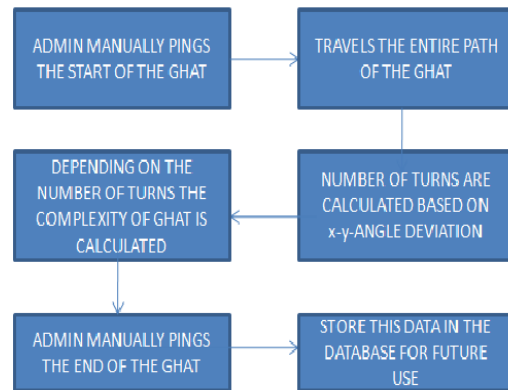 ADMIN MANUALLY PINGS
THE START OF THE GHAT
TRAVELS THE ENTIRE PATH
OF THE GHAT
NUMBER OF TURNS ARE
CALCULATED BASED ON
x-y-ANGLE DEVIATION
DEPENDING ON THE
NUMBER OF TURNS THE
COMPLEXITY OF GHAT IS
CALCULATED
ADMIN MANUALLY PINGS
THE END OF THE GHAT
STORE THIS DATA IN THE
DATABASE FOR FUTURE
USE